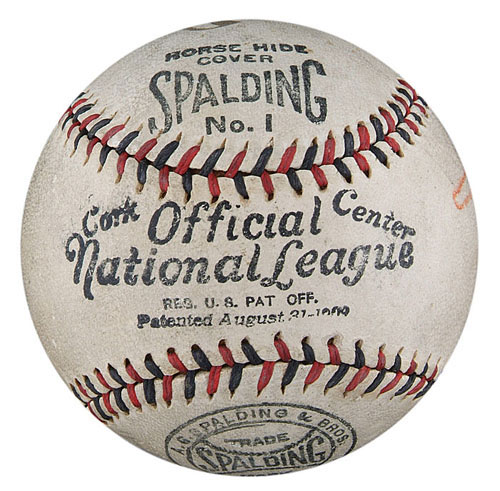 HORSE HIDE
COVER
SPALDING
No. 1
Cork Official Center
National League
REG. U.S. PAT OFF.
Patented August 31-1909
A.G. SPALDING & BROS.
TRADE
SPALDING